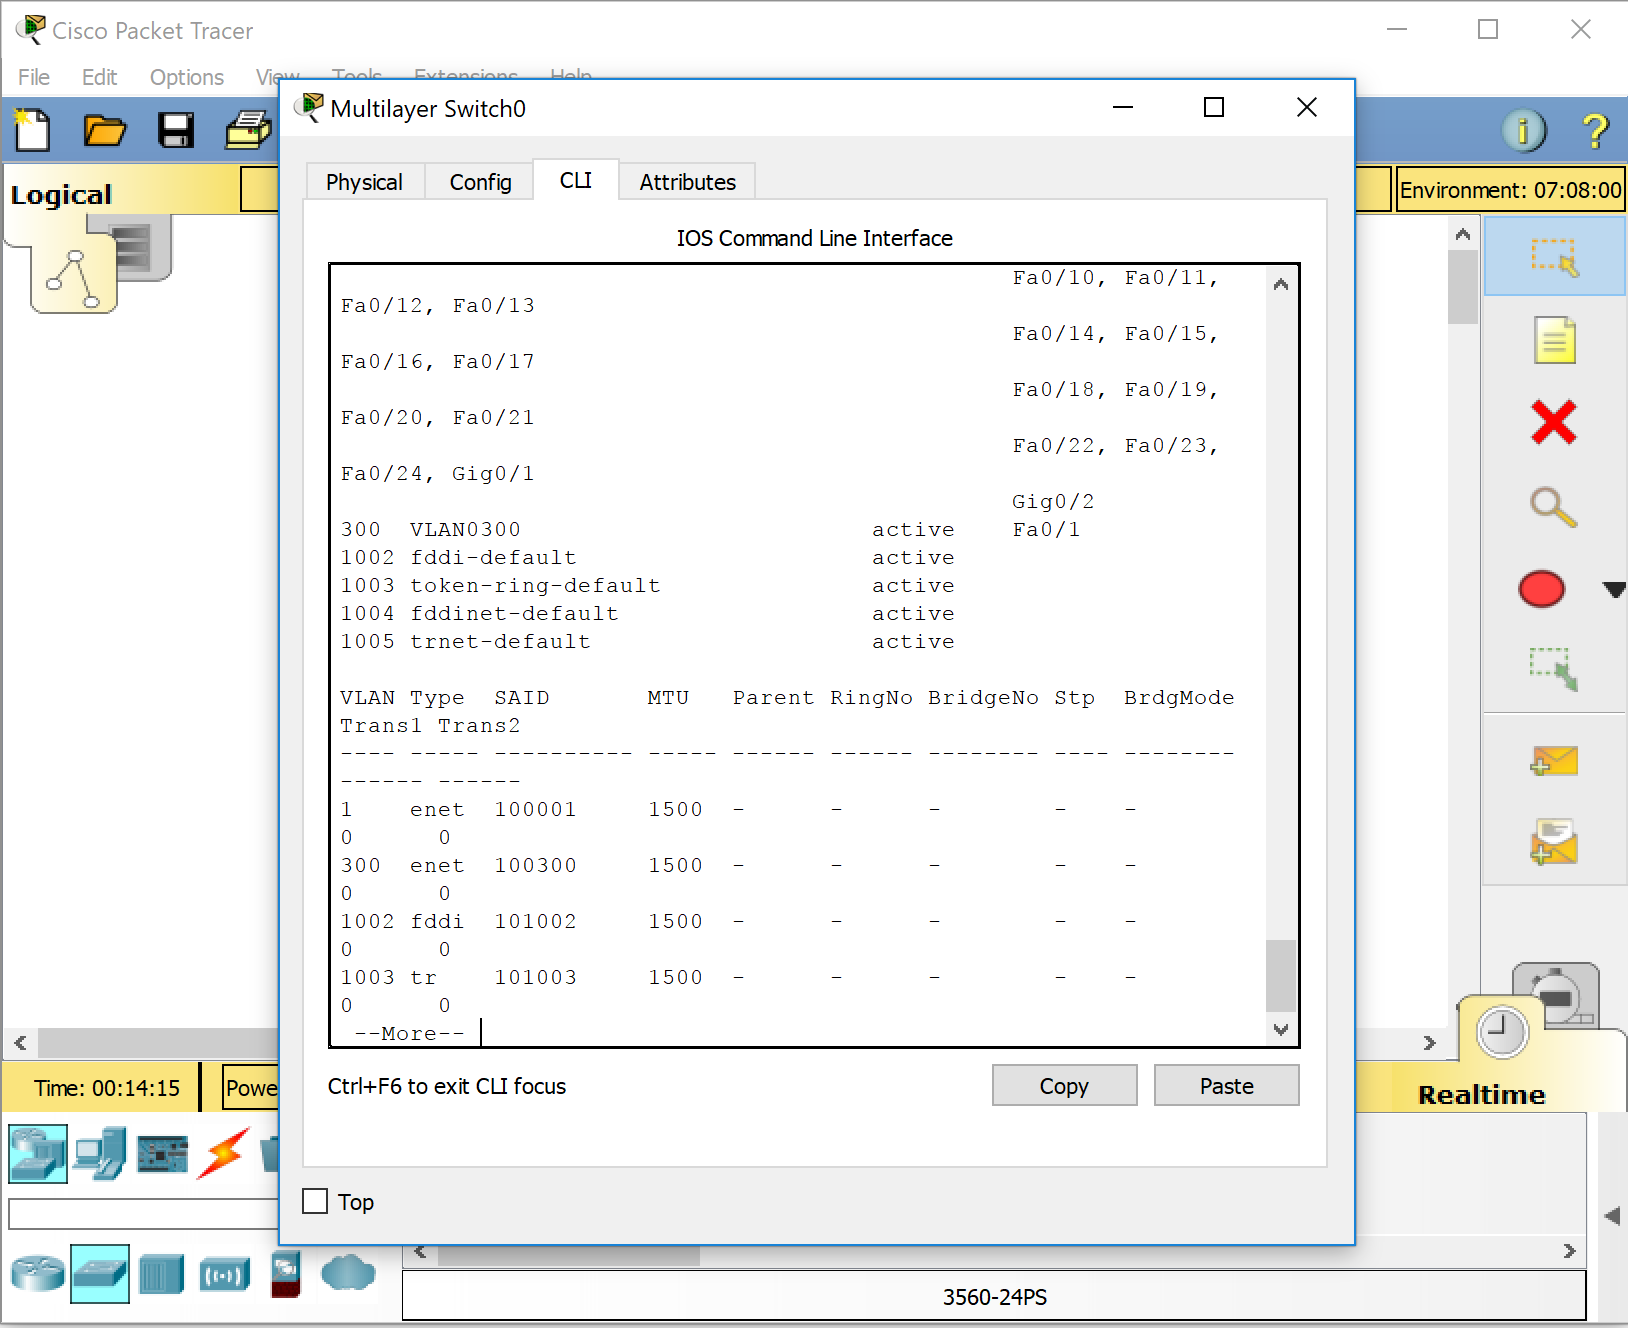 Cisco Packet Tracer
File Edit Options View Tools Extensions Help
Multilayer Switch0
Physical Config CLI Attributes
Logical
Environment: 07:08:00
IOS Command Line Interface
Fa0/10, Fa0/11,
Fa0/12, Fa0/13
Fa0/14, Fa0/15,
Fa0/16, Fa0/17
Fa0/18, Fa0/19,
Fa0/20, Fa0/21
Fa0/22, Fa0/23,
Fa0/24, Gig0/1
Gig0/2
300 VLAN0300 active Fa0/1
1002 fddi-default active
1003 token-ring-default active
1004 fddinet-default active
1005 trnet-default active
VLAN Type SAID MTU Parent RingNo BridgeNo Stp BrdgMode
Trans1 Trans2
---- ----- ---------- ----- ------ ------ -------- ---- --------
------ ------
1 enet 100001 1500 - - - - -
0 0
300 enet 100300 1500 - - - - -
0 0
1002 fddi 101002 1500 - - - - -
0 0
1003 tr 101003 1500 - - - - -
0 0
--More--
Ctrl+F6 to exit CLI focus
Copy Paste
Time: 00:14:15 Powe
Realtime
Top
3560-24PS